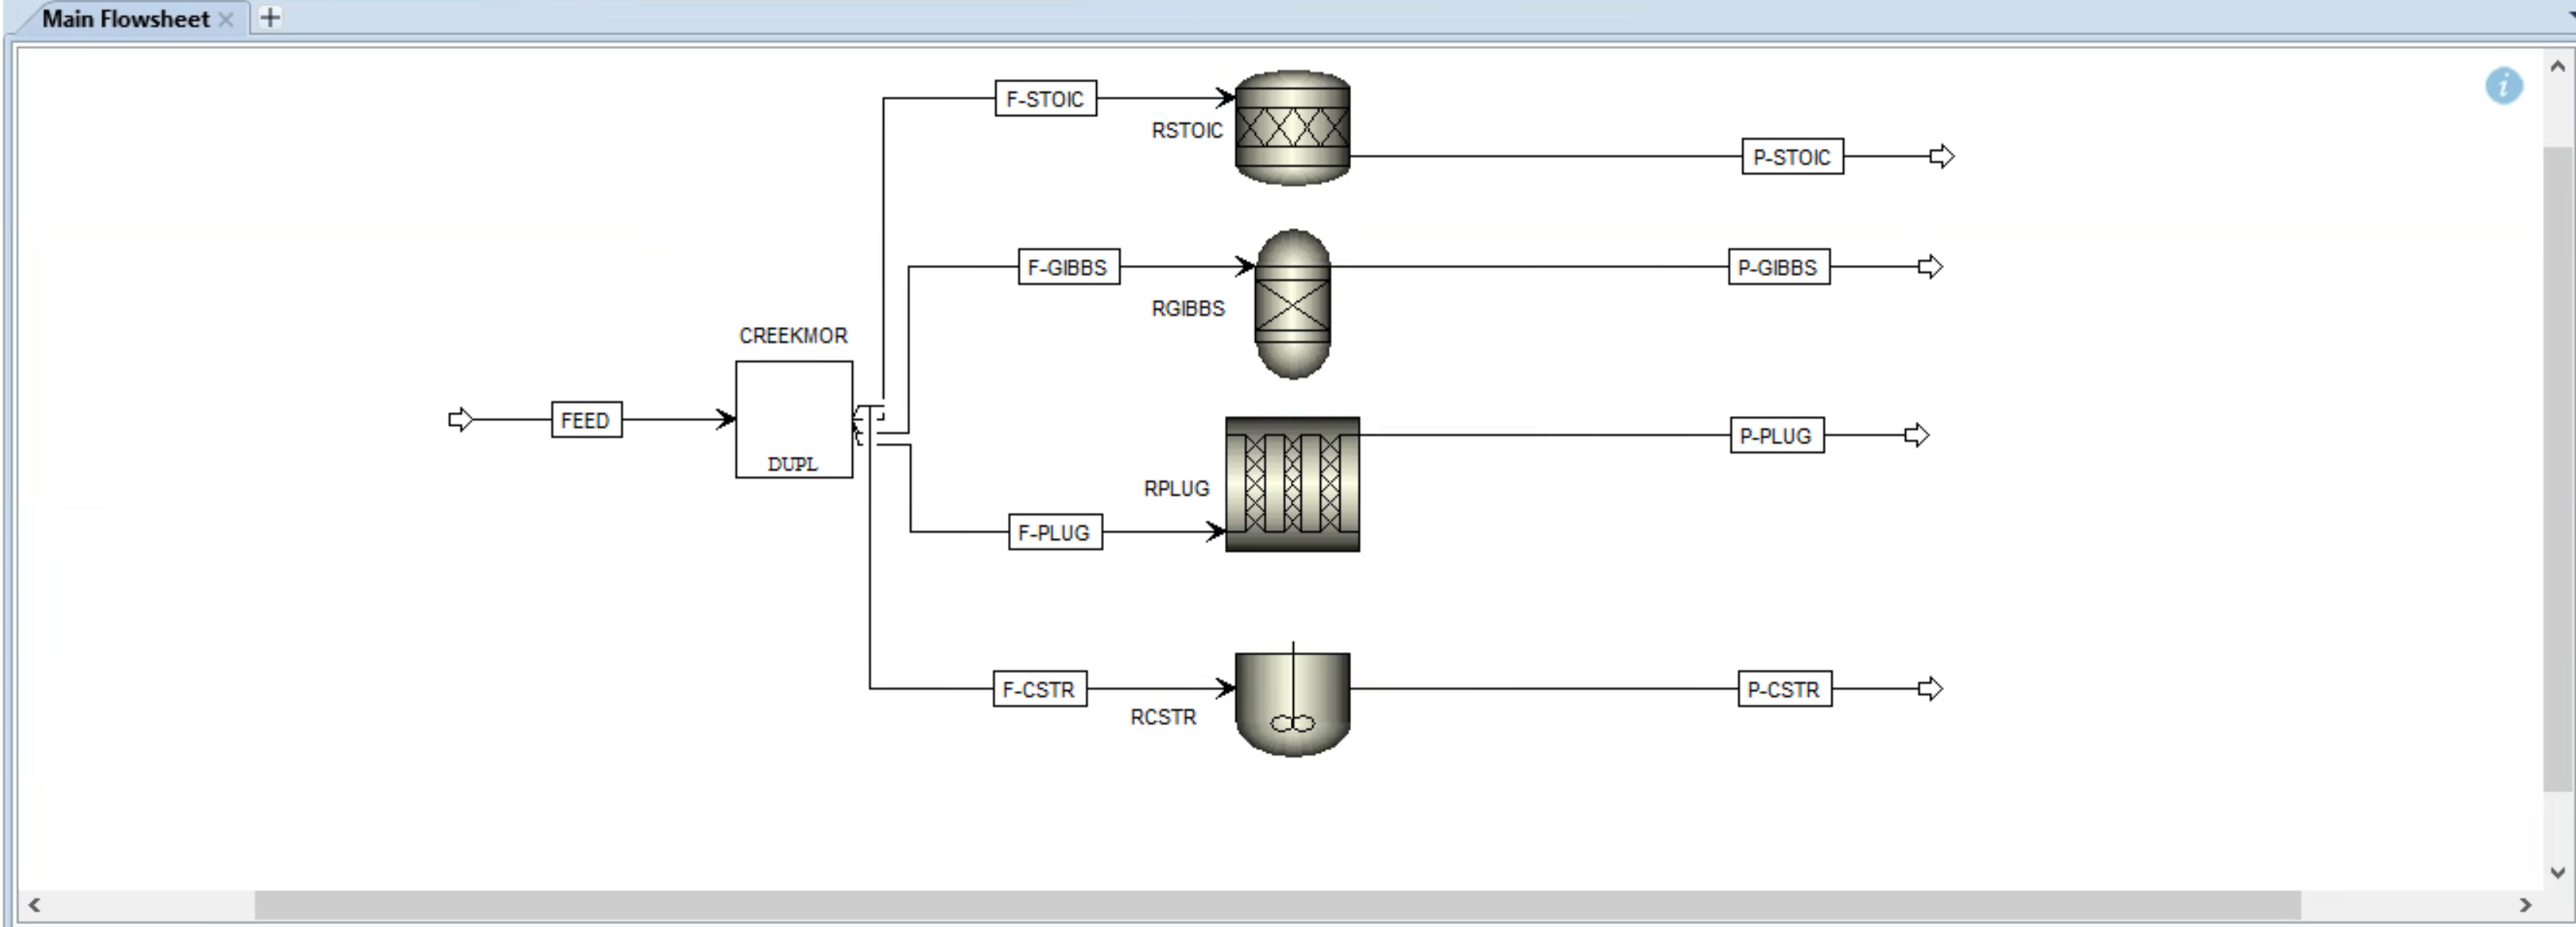 Main Flowsheet
F-STOIC
RSTOIC
P-STOIC
F-GIBBS
RGIBBS
P-GIBBS
CREEKMOR
DUPL
FEED
P-PLUG
RPLUG
F-PLUG
F-CSTR
RCSTR
P-CSTR